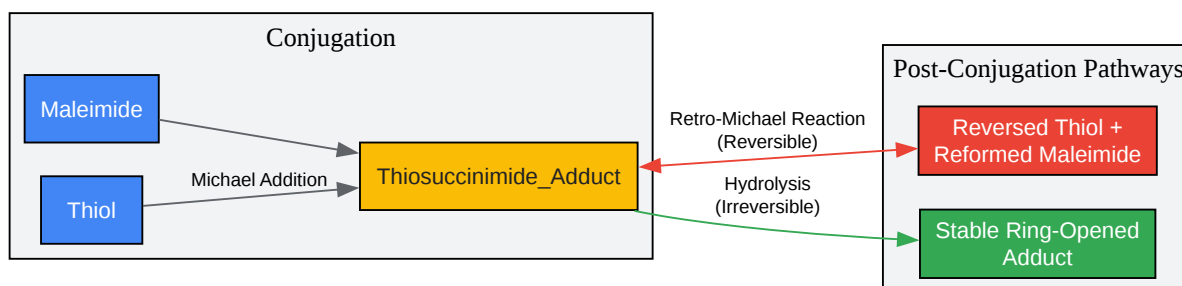 Conjugation
Maleimide
Thiol
Michael Addition
Thiosuccinimide_Adduct
Retro-Michael Reaction
(Reversible)
Hydrolysis
(Irreversible)
Post-Conjugation Pathways
Reversed Thiol +
Reformed Maleimide
Stable Ring-Opened
Adduct